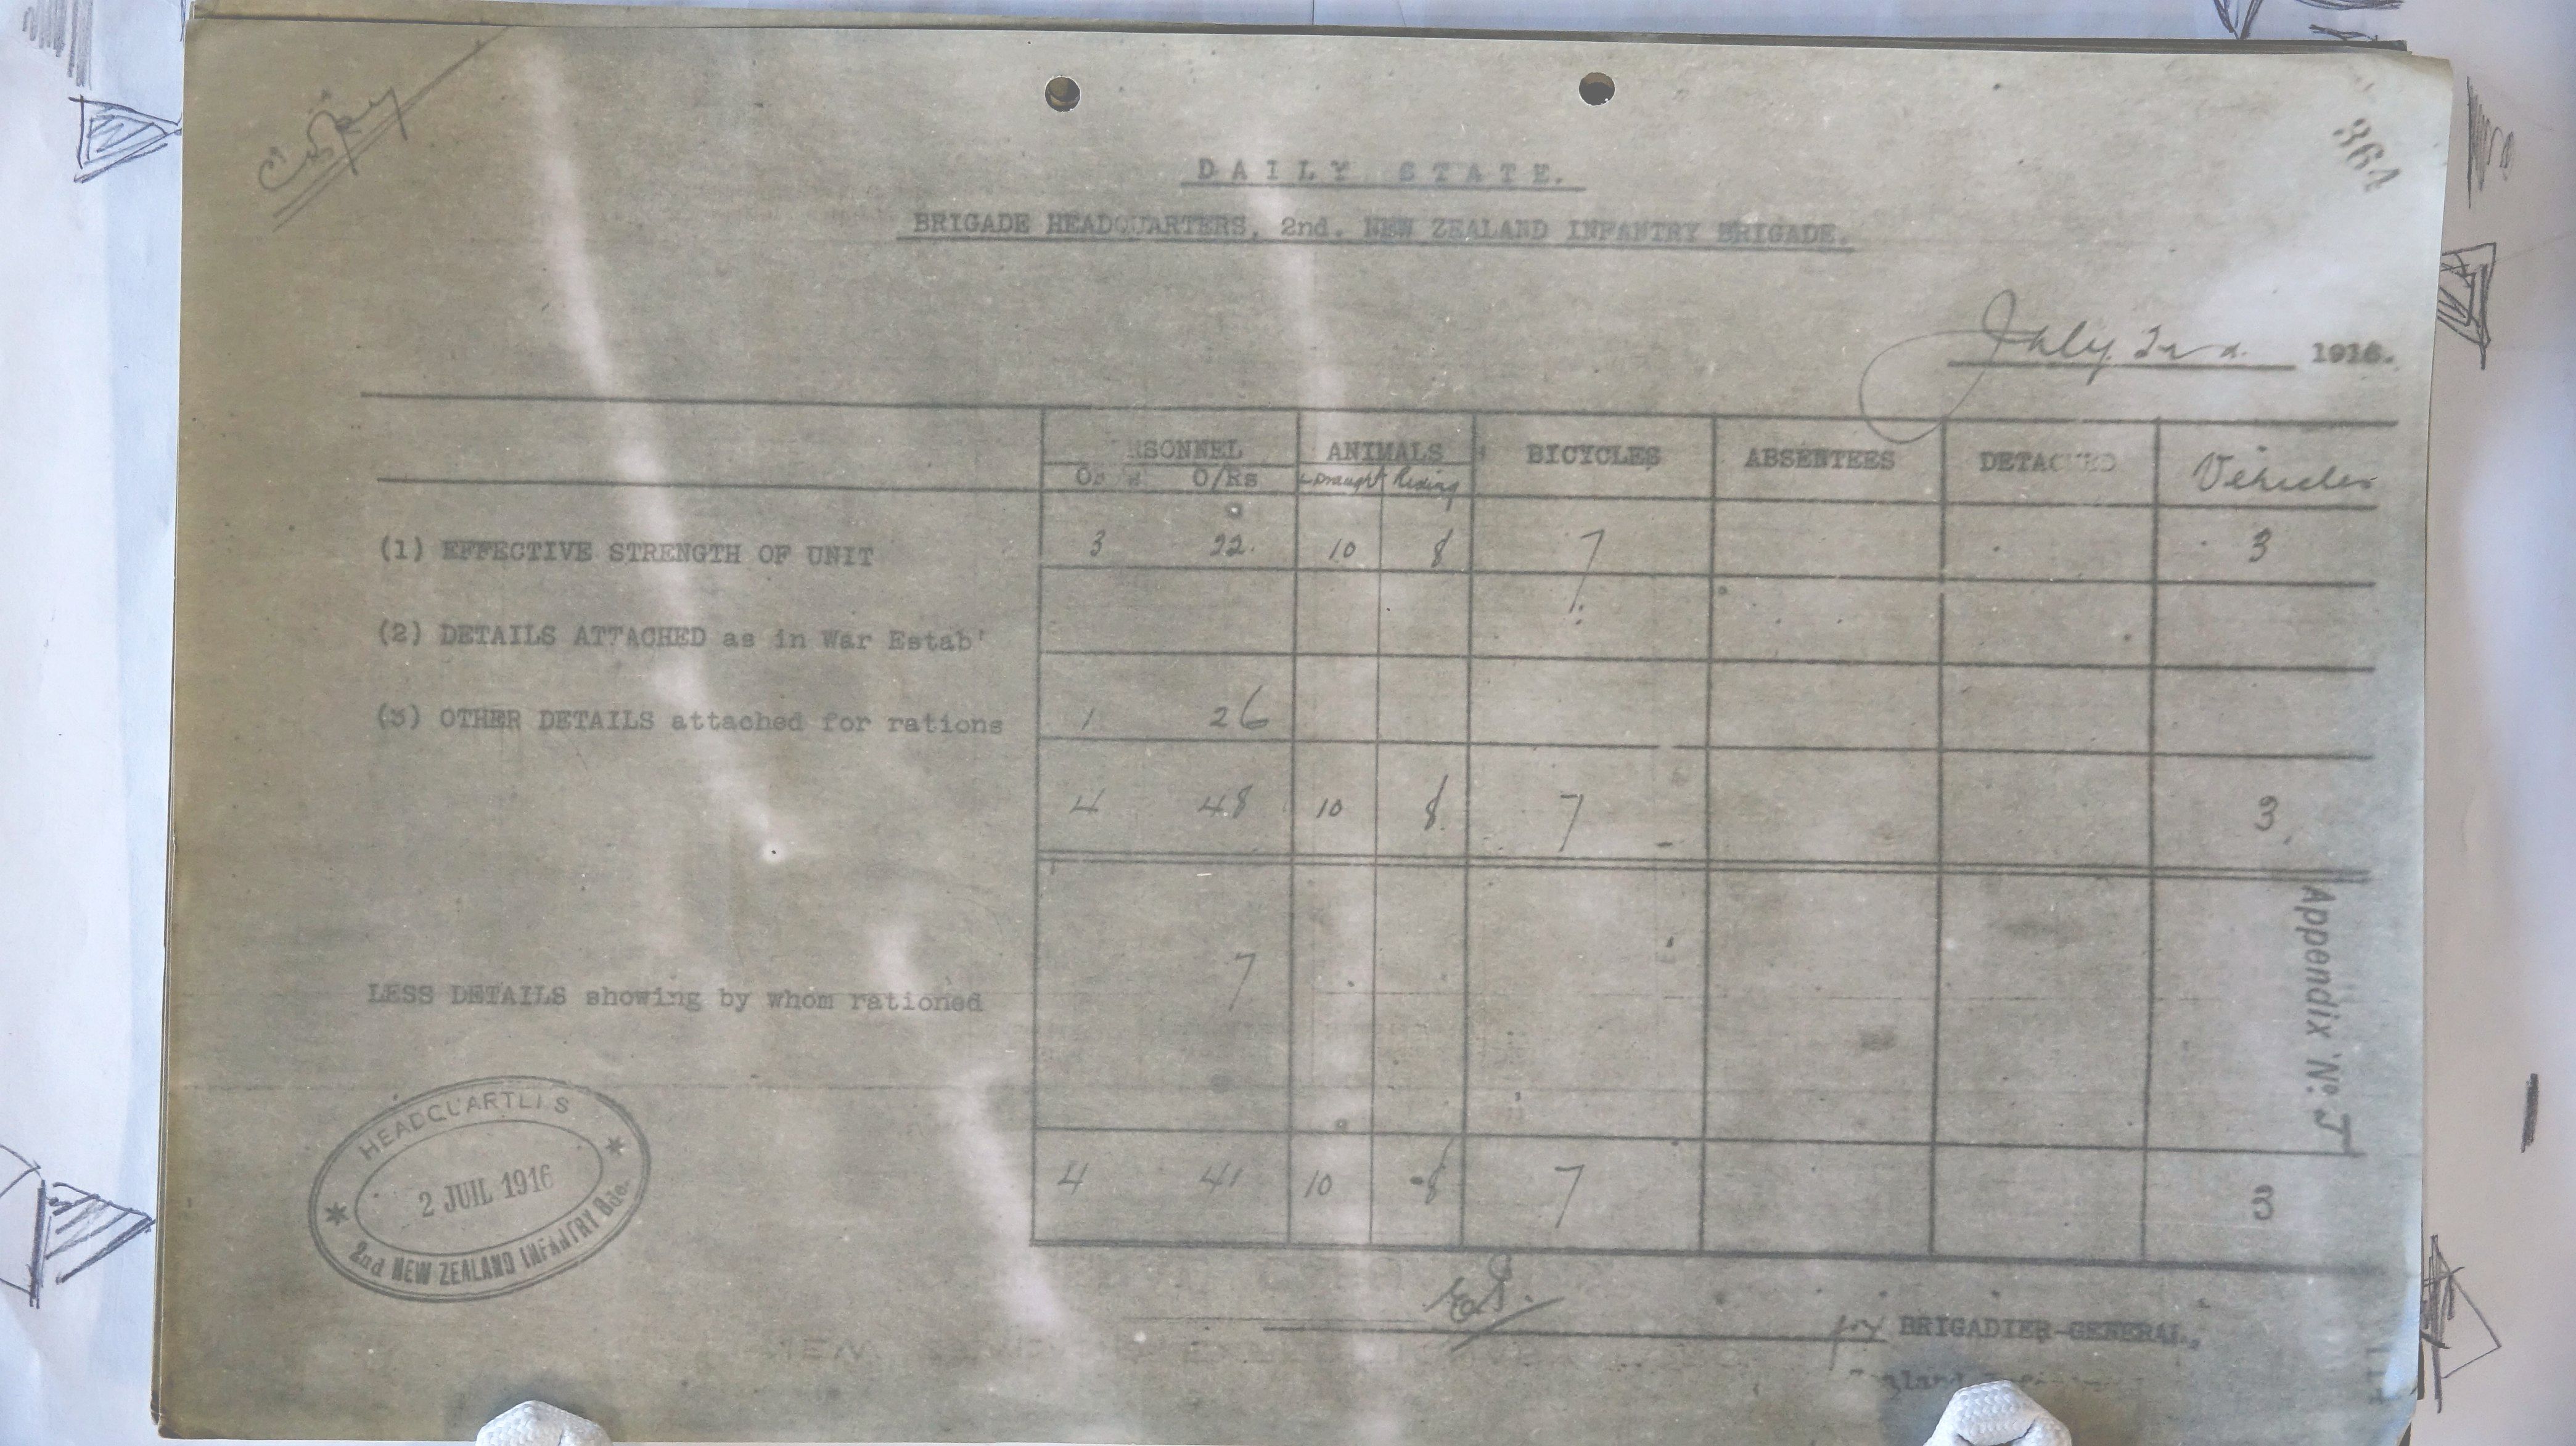 Copy
364
DAILY STATE.
BRIGADE HEADQUARTERS, 2nd. NEW ZEALAND INFANTRY BRIGADE.
July 2nd. 1916.
RSONNEL ANIMALS BICYCLES ABSENTEES DETACHED Vehicles
O/Rs Draught Riding
(1) EFFECTIVE STRENGTH OF UNIT 3 22. 10 8 7 3
(2) DETAILS ATTACHED as in War Estab'
(3) OTHER DETAILS attached for rations 1 26
4 48 10 8 7 3
LESS DETAILS showing by whom rationed 7
Appendix No. J
4 41 10 8 7 3
HEADQUARTERS
2 JUIL 1916
2nd NEW ZEALAND INFANTRY Bde.
for BRIGADIER-GENERAL,